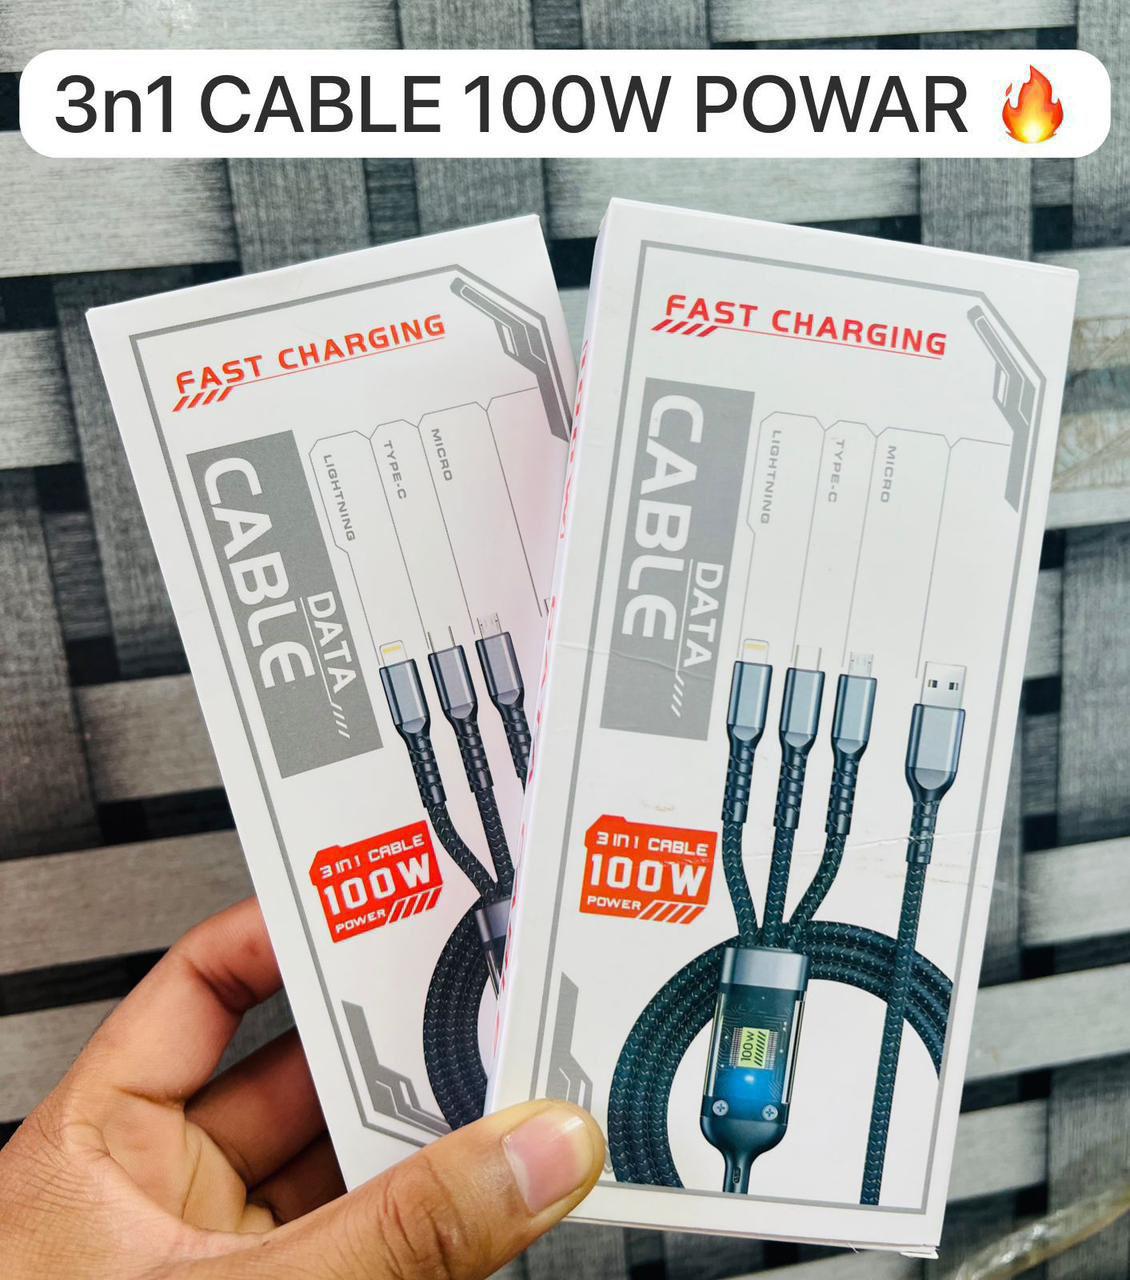 3n1 CABLE 100W POWAR 🔥
FAST CHARGING
LIGHTNING
TYPE-C
MICRO
DATA
CABLE
3 IN 1 CABLE
100W
POWER
FAST CHARGING
LIGHTNING
TYPE-C
MICRO
DATA
CABLE
3 IN 1 CABLE
100W
POWER
100W